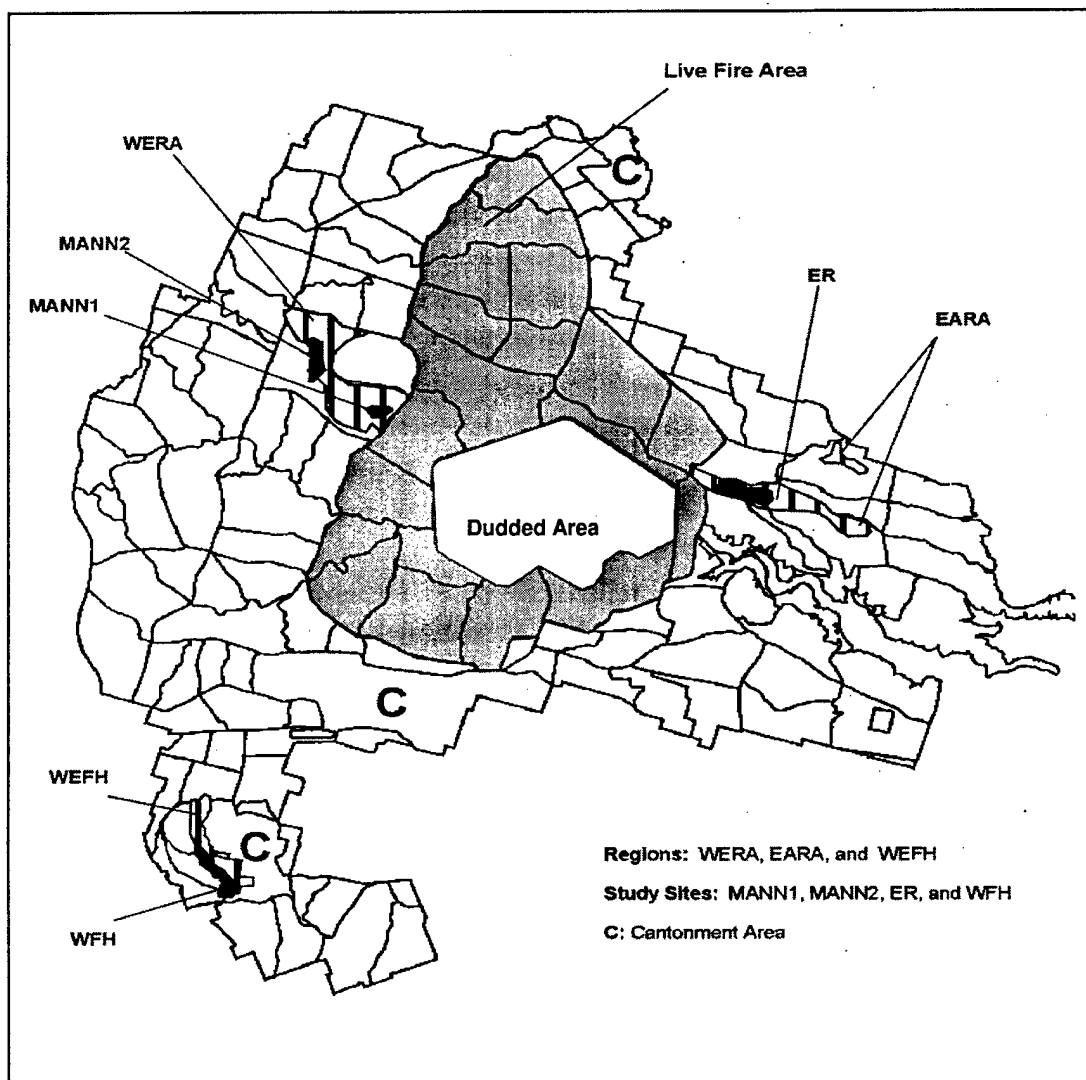 Live Fire Area
WERA
C
MANN2
ER
MANN1
EARA
Dudded Area
C
WEFH
C
Regions: WERA, EARA, and WEFH
Study Sites: MANN1, MANN2, ER, and WFH
WFH
C: Cantonment Area